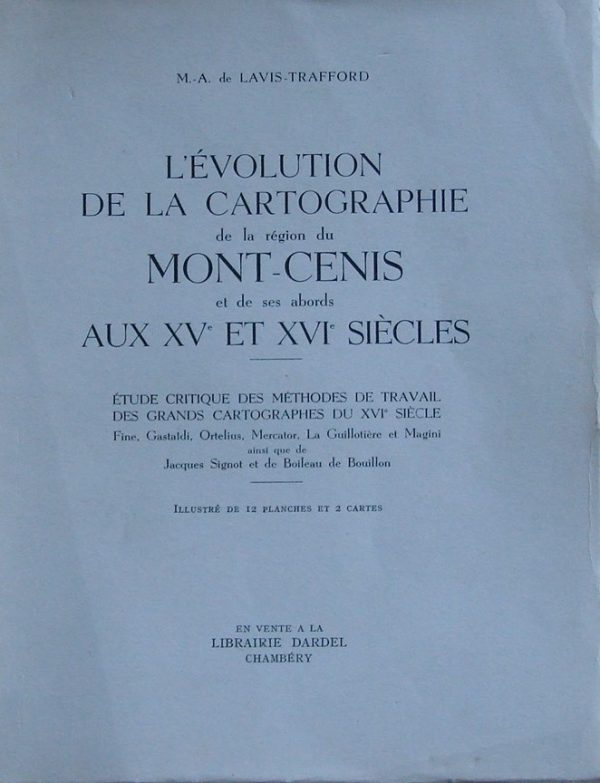 M.-A. de LAVIS-TRAFFORD
L'ÉVOLUTION
DE LA CARTOGRAPHIE
de la région du
MONT-CENIS
et de ses abords
AUX XVe ET XVIe SIÈCLES
ÉTUDE CRITIQUE DES MÉTHODES DE TRAVAIL
DES GRANDS CARTOGRAPHES DU XVIe SIÈCLE
Fine, Gastaldi, Ortelius, Mercator, La Guillotière et Magini
ainsi que de
Jacques Signot et de Boileau de Bouillon
ILLUSTRÉ DE 12 PLANCHES ET 2 CARTES
EN VENTE A LA
LIBRAIRIE DARDEL
CHAMBÉRY